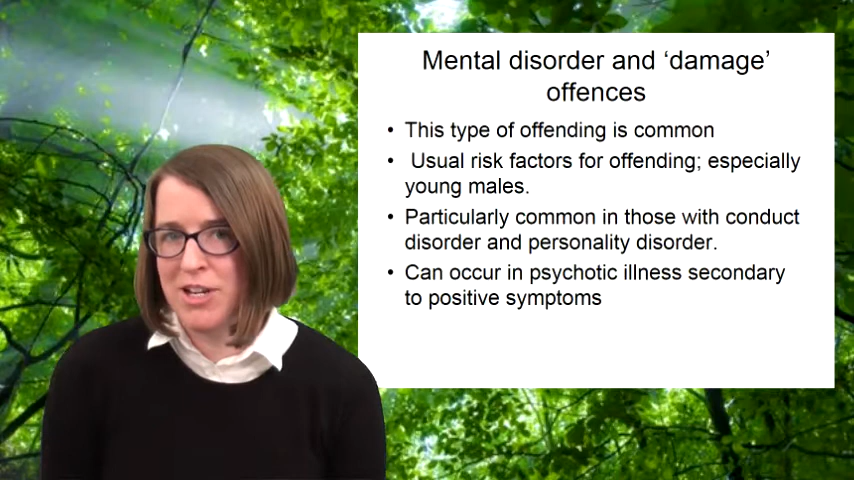 Mental disorder and ‘damage’
offences
• This type of offending is common
•  Usual risk factors for offending; especially
young males.
• Particularly common in those with conduct
disorder and personality disorder.
• Can occur in psychotic illness secondary
to positive symptoms